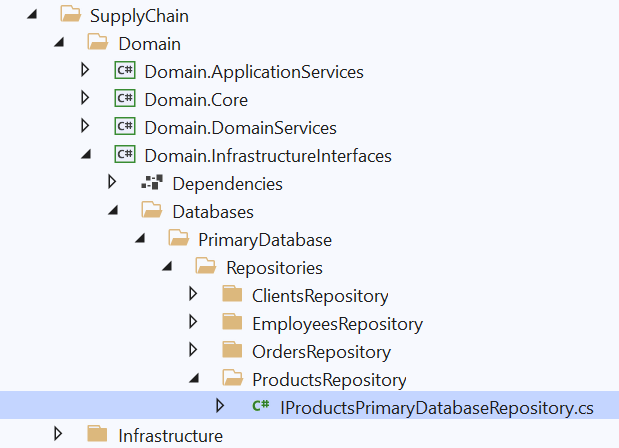 SupplyChain
Domain
C# Domain.ApplicationServices
C# Domain.Core
C# Domain.DomainServices
C# Domain.InfrastructureInterfaces
Dependencies
Databases
PrimaryDatabase
Repositories
ClientsRepository
EmployeesRepository
OrdersRepository
ProductsRepository
C# IProductsPrimaryDatabaseRepository.cs
Infrastructure